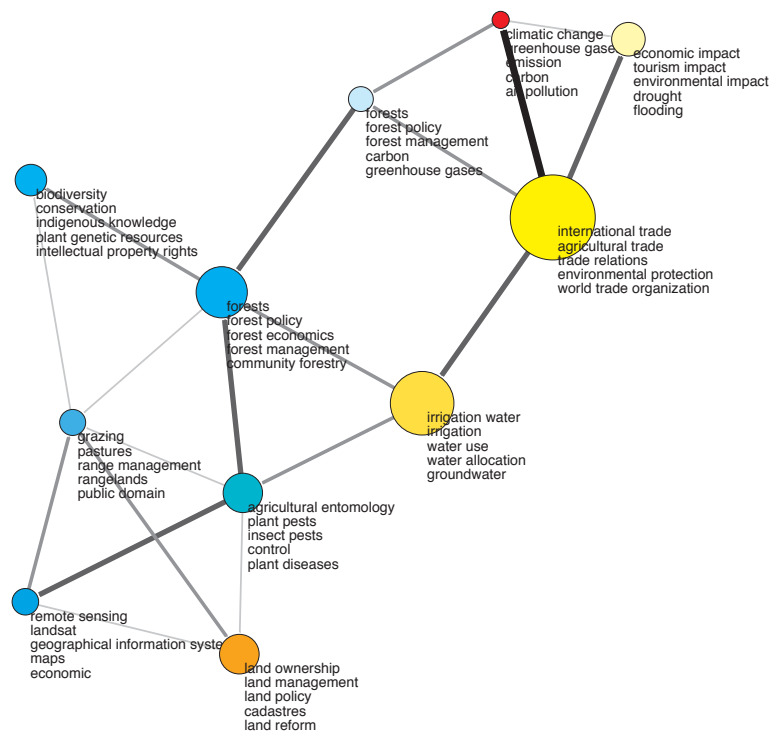 climatic change
greenhouse gase
emission
carbon
air pollution
economic impact
tourism impact
environmental impact
drought
flooding
forests
forest policy
forest management
carbon
greenhouse gases
biodiversity
conservation
indigenous knowledge
plant genetic resources
intellectual property rights
international trade
agricultural trade
trade relations
environmental protection
world trade organization
forests
forest policy
forest economics
forest management
community forestry
irrigation water
irrigation
water use
water allocation
groundwater
grazing
pastures
range management
rangelands
public domain
agricultural entomology
plant pests
insect pests
control
plant diseases
remote sensing
landsat
geographical information syste
maps
economic
land ownership
land management
land policy
cadastres
land reform